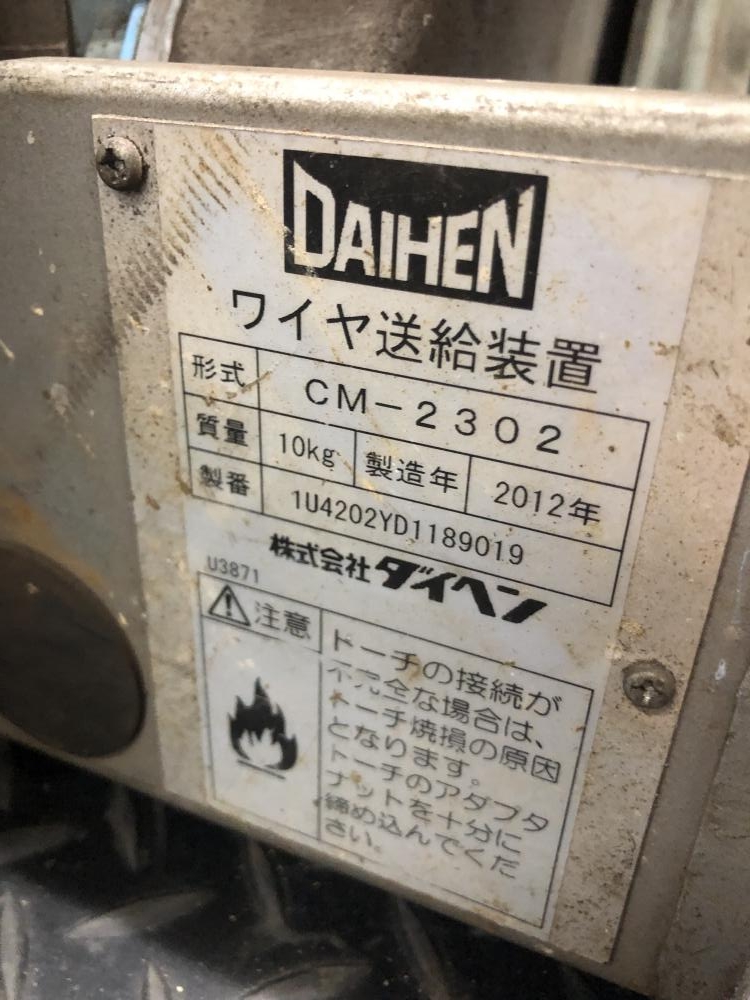 DAIHEN
ワイヤ送給装置
形式 CM-2302
質量 10kg 製造年 2012年
製番 1U4202YD1189019
U3871 株式会社ダイヘン
注意
トーチの接続が
不完全な場合は、
トーチ焼損の原因
となります。
トーチのアダプタ
ナットを十分に
締め込んでくだ
さい。